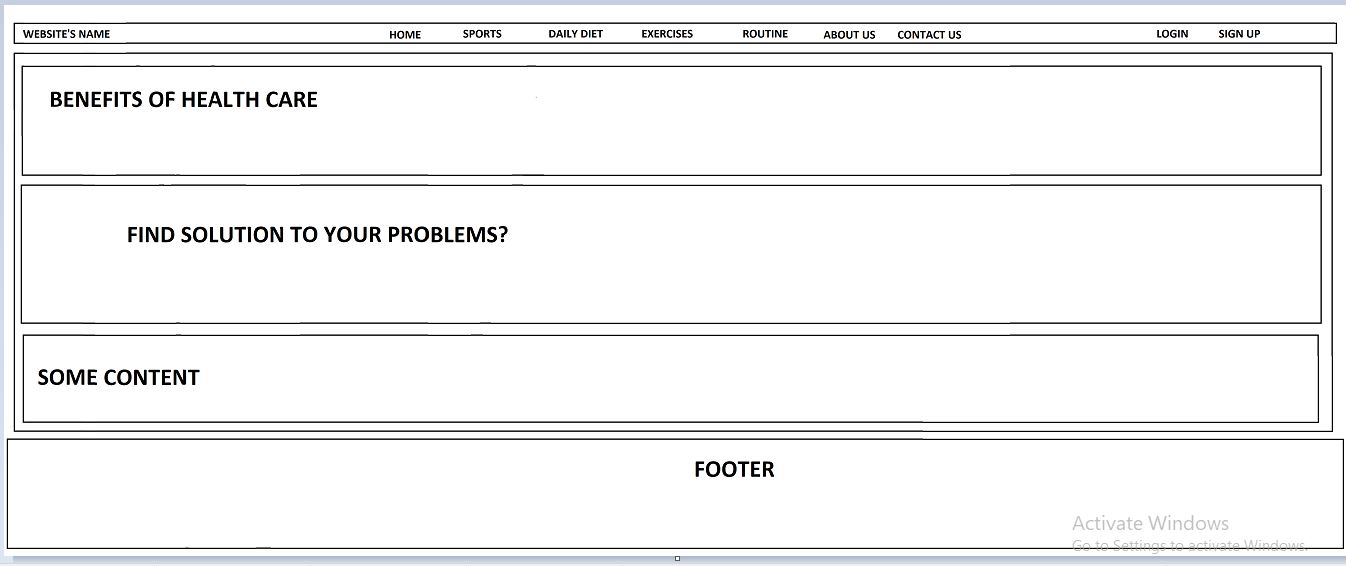 WEBSITE'S NAME HOME SPORTS DAILY DIET EXERCISES ROUTINE ABOUT US CONTACT US LOGIN SIGN UP
BENEFITS OF HEALTH CARE
FIND SOLUTION TO YOUR PROBLEMS?
SOME CONTENT
FOOTER
Activate Windows
Go to Settings to activate Windows.